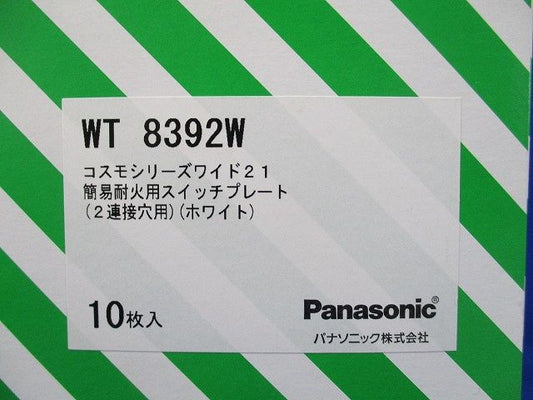 WT 8392W
コスモシリーズワイド21
簡易耐火用スイッチプレート
(2連接穴用)(ホワイト)
10枚入
Panasonic®
パナソニック株式会社